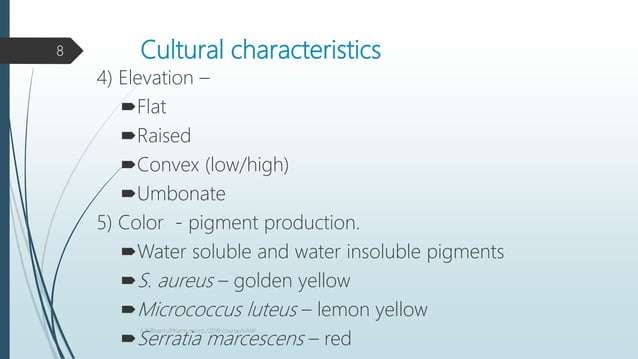 8
Cultural characteristics
4) Elevation –
Flat
Raised
Convex (low/high)
Umbonate
5) Color - pigment production.
Water soluble and water insoluble pigments
S. aureus – golden yellow
Micrococcus luteus – lemon yellow
Serratia marcescens – red